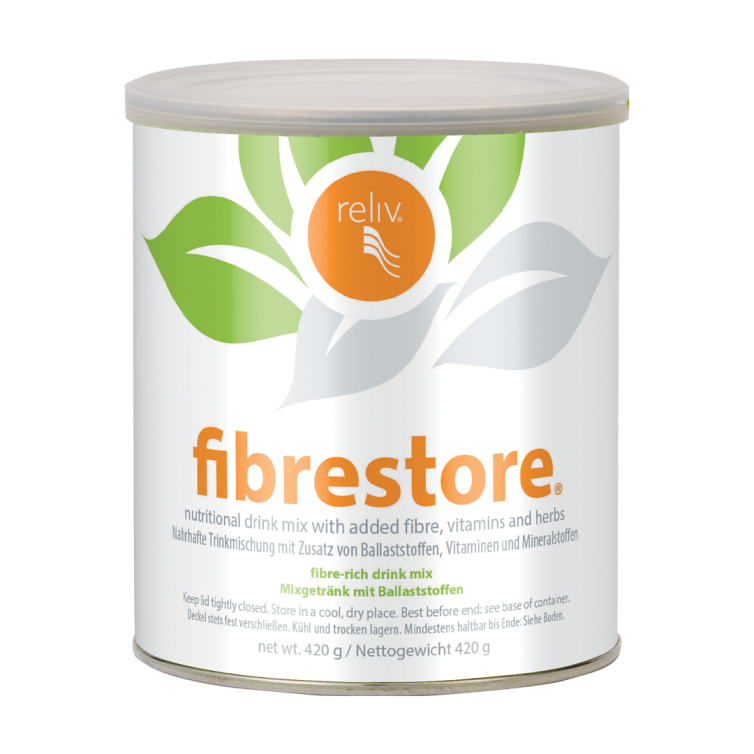 reliv®
fibrestore®
nutritional drink mix with added fibre, vitamins and herbs
Nahrhafte Trinkmischung mit Zusatz von Ballaststoffen, Vitaminen und Mineralstoffen
fibre-rich drink mix
Mixgetränk mit Ballaststoffen
Keep lid tightly closed. Store in a cool, dry place. Best before end: see base of container.
Deckel stets fest verschließen. Kühl und trocken lagern. Mindestens haltbar bis Ende: Siehe Boden.
net wt. 420 g / Nettogewicht 420 g